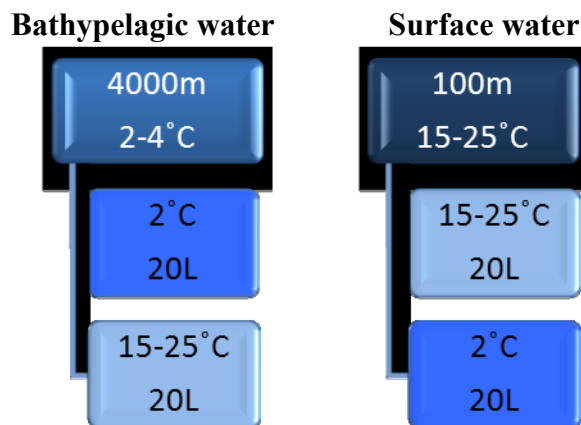 Bathypelagic water
4000m
2-4˚C
2˚C
20L
15-25˚C
20L
Surface water
100m
15-25˚C
15-25˚C
20L
2˚C
20L